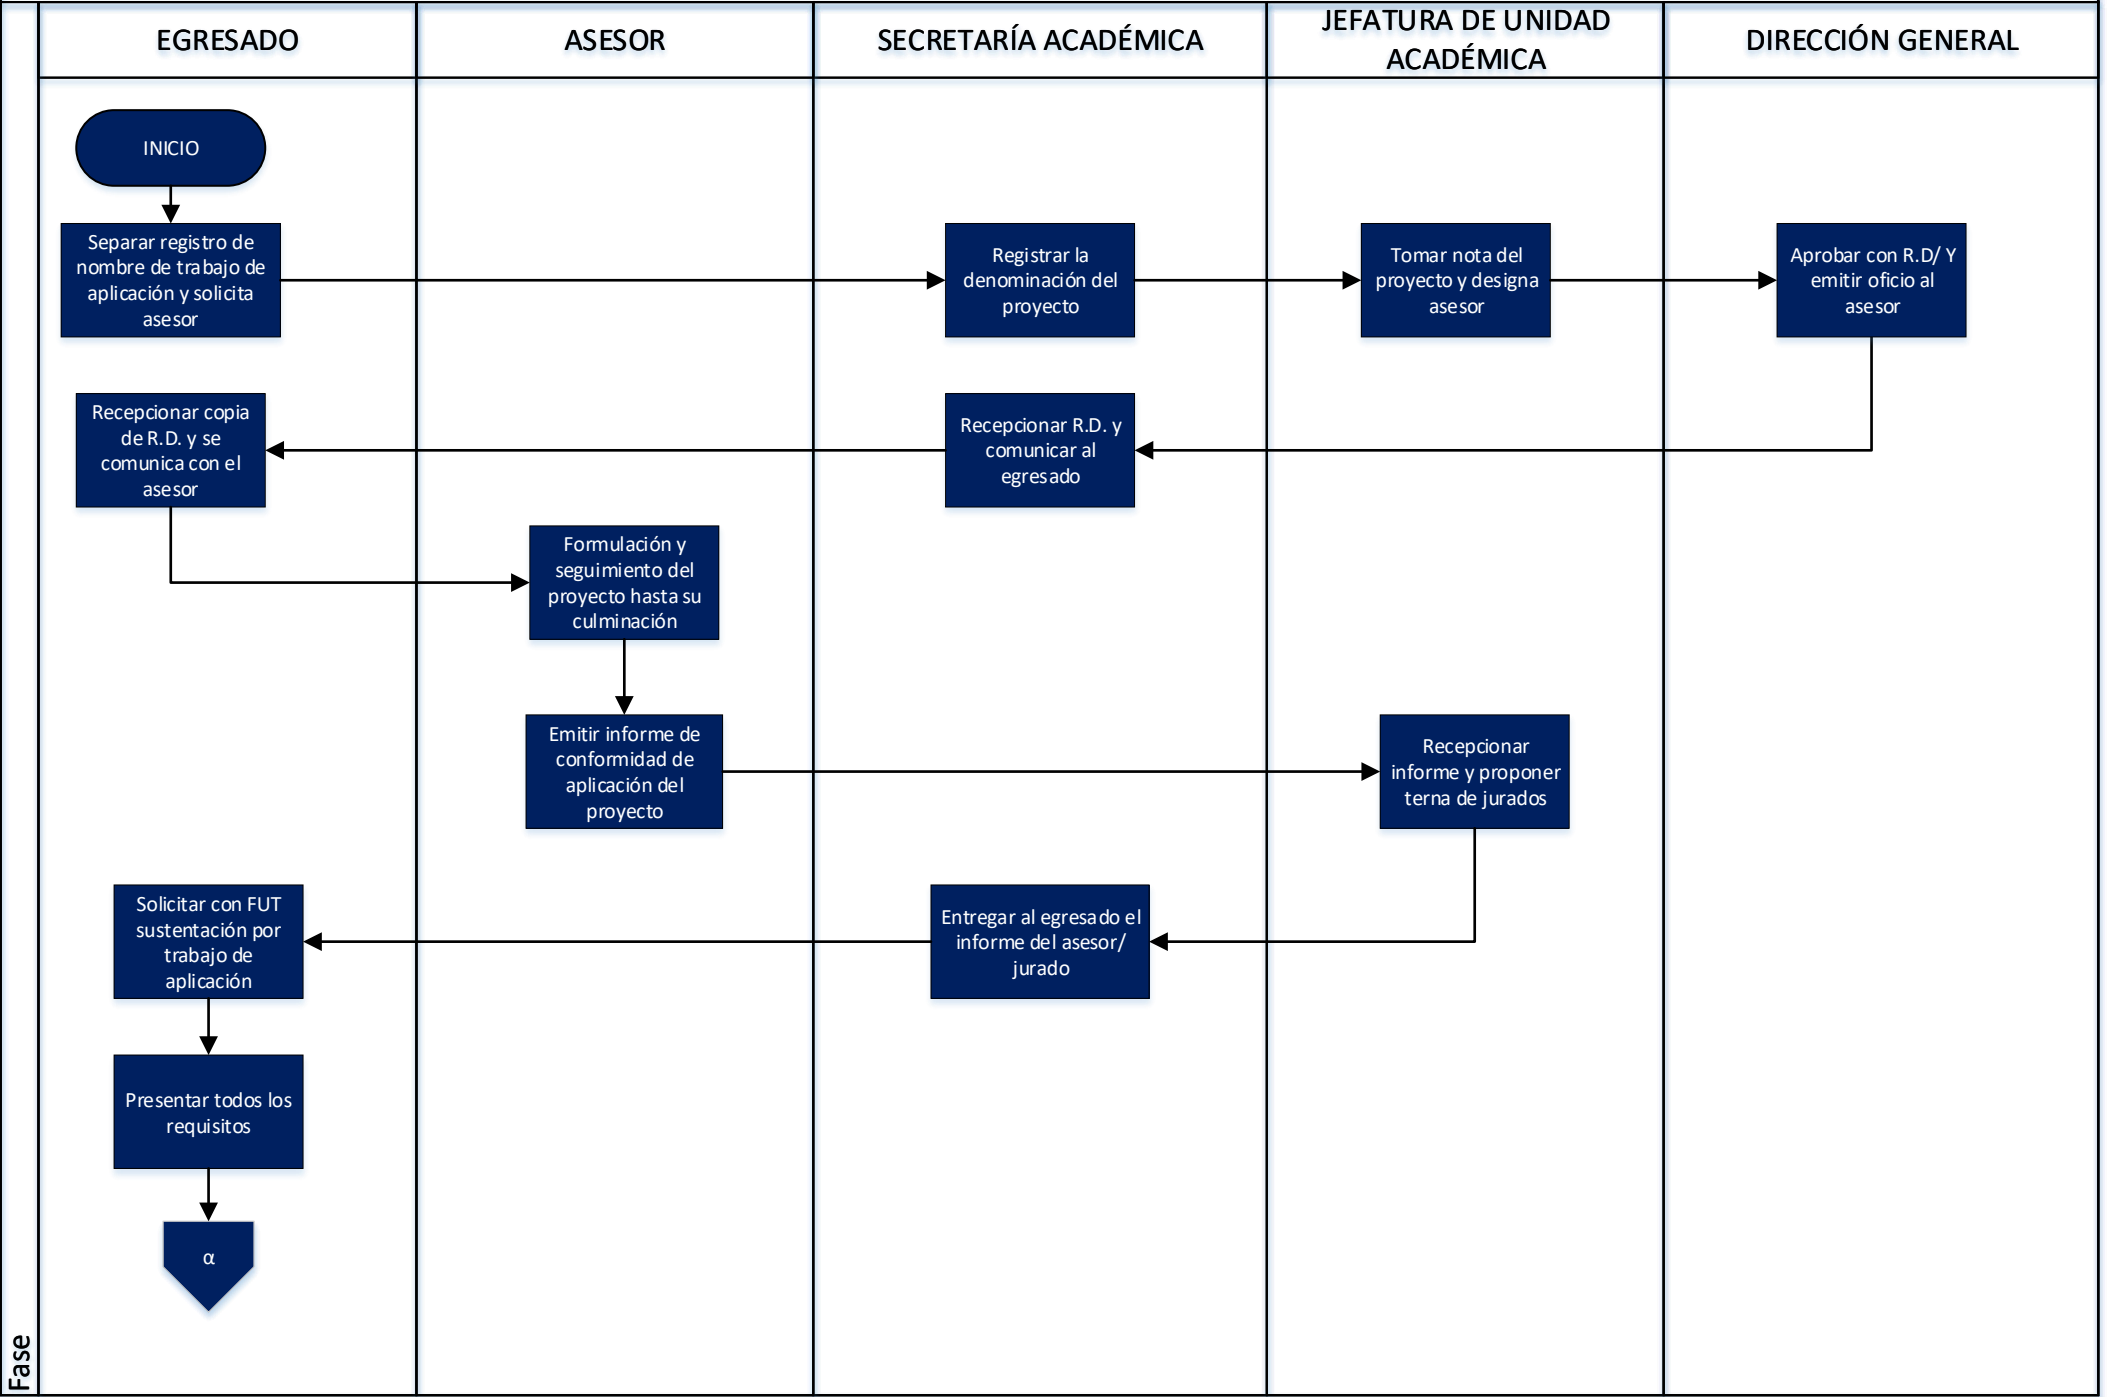 EGRESADO
ASESOR
SECRETARÍA ACADÉMICA
JEFATURA DE UNIDAD
ACADÉMICA
DIRECCIÓN GENERAL
INICIO
Separar registro de
nombre de trabajo de
aplicación y solicita
asesor
Registrar la
denominación del
proyecto
Tomar nota del
proyecto y designa
asesor
Aprobar con R.D/ Y
emitir oficio al
asesor
Recepcionar copia
de R.D. y se
comunica con el
asesor
Recepcionar R.D. y
comunicar al
egresado
Formulación y
seguimiento del
proyecto hasta su
culminación
Emitir informe de
conformidad de
aplicación del
proyecto
Recepcionar
informe y proponer
terna de jurados
Solicitar con FUT
sustentación por
trabajo de
aplicación
Entregar al egresado el
informe del asesor/
jurado
Presentar todos los
requisitos
α
Fase